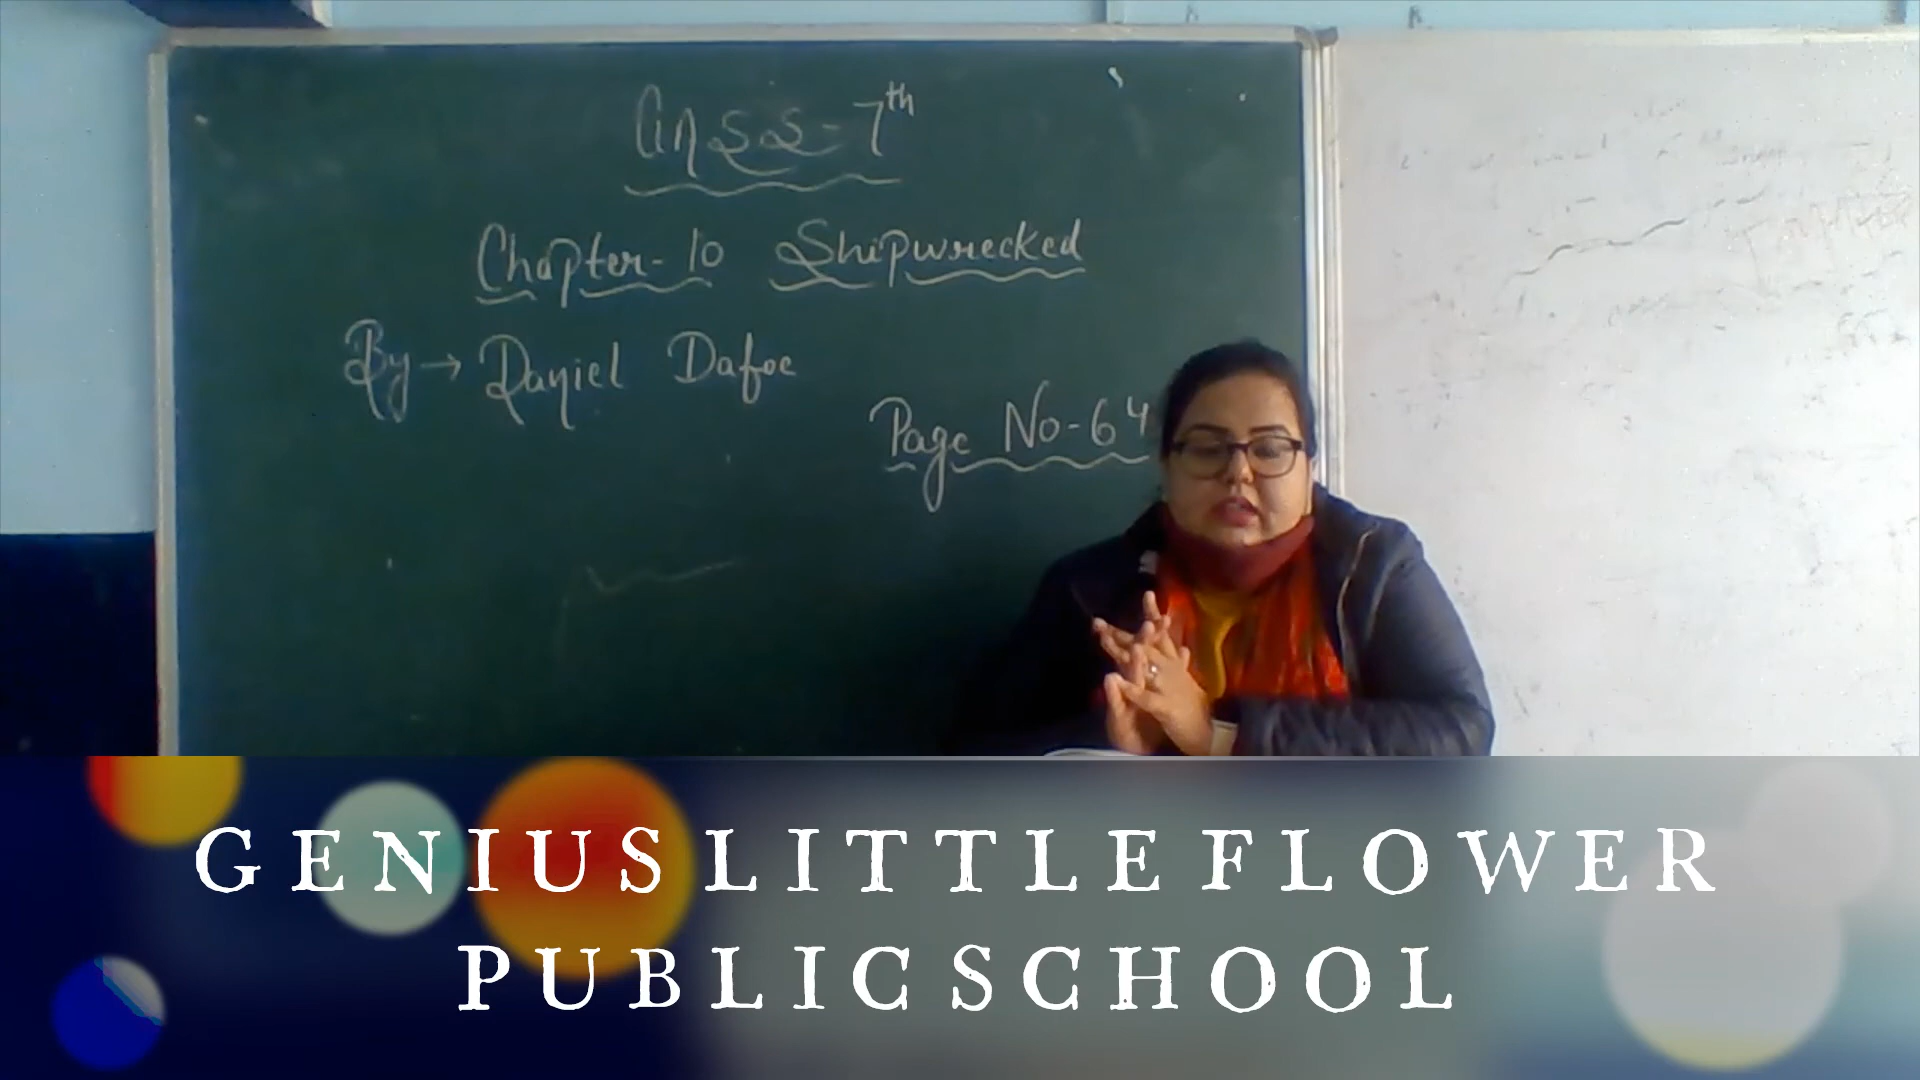 Class-7th
Chapter-10 Shipwrecked
By → Daniel Dafoe
Page No-64
GENIUS LITTLE FLOWER
PUBLIC SCHOOL